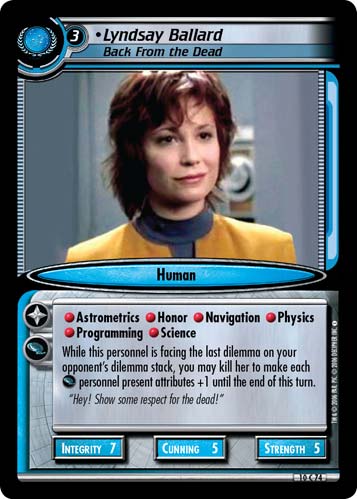 3 •Lyndsay Ballard
Back From the Dead
Human
Astrometrics Honor Navigation Physics
Programming Science
While this personnel is facing the last dilemma on your
opponent's dilemma stack, you may kill her to make each
personnel present attributes +1 until the end of this turn.
"Hey! Show some respect for the dead!"
INTEGRITY 7 CUNNING 5 STRENGTH 5
10 C 74